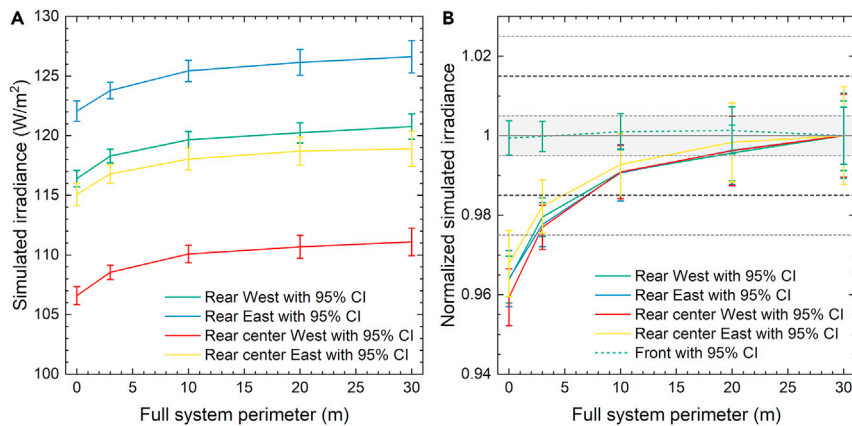 A
Simulated irradiance (W/m²)
130
125
120
115
110
105
100
Rear West with 95% CI
Rear East with 95% CI
Rear center West with 95% CI
Rear center East with 95% CI
0 5 10 15 20 25 30
Full system perimeter (m)
B
Normalized simulated irradiance
1.02
1
0.98
0.96
0.94
Rear West with 95% CI
Rear East with 95% CI
Rear center West with 95% CI
Rear center East with 95% CI
Front with 95% CI
0 5 10 15 20 25 30
Full system perimeter (m)